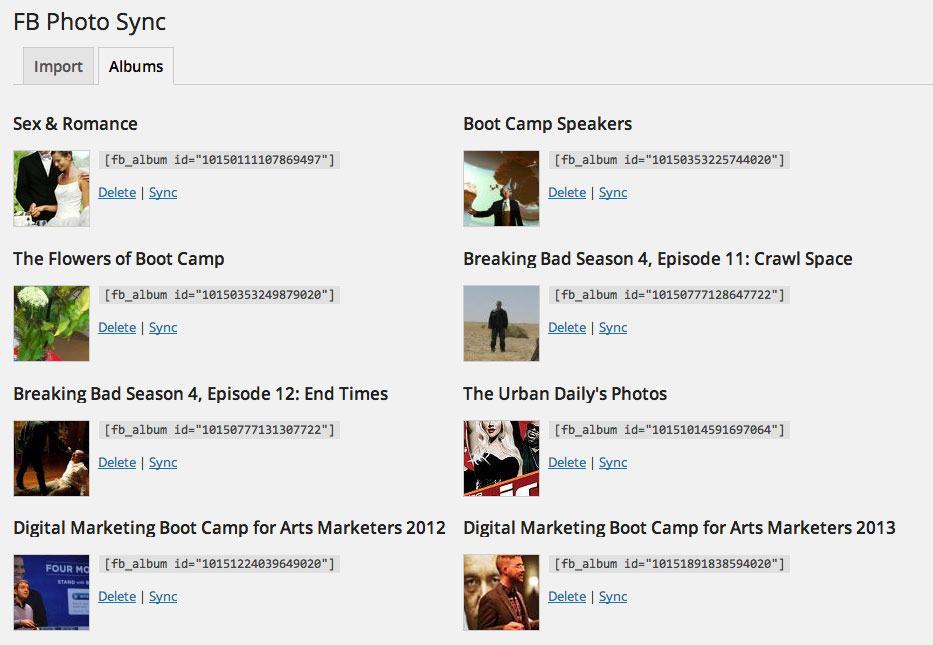 FB Photo Sync
Import
Albums
Sex & Romance
[fb_album id="10150111107869497"]
Delete | Sync
Boot Camp Speakers
[fb_album id="10150353225744020"]
Delete | Sync
The Flowers of Boot Camp
[fb_album id="10150353249879020"]
Delete | Sync
Breaking Bad Season 4, Episode 11: Crawl Space
[fb_album id="10150777128647722"]
Delete | Sync
Breaking Bad Season 4, Episode 12: End Times
[fb_album id="10150777131307722"]
Delete | Sync
The Urban Daily's Photos
[fb_album id="10151014591697064"]
Delete | Sync
Digital Marketing Boot Camp for Arts Marketers 2012
FOUR MO
STAND with
[fb_album id="10151224039649020"]
Delete | Sync
Digital Marketing Boot Camp for Arts Marketers 2013
[fb_album id="10151891838594020"]
Delete | Sync